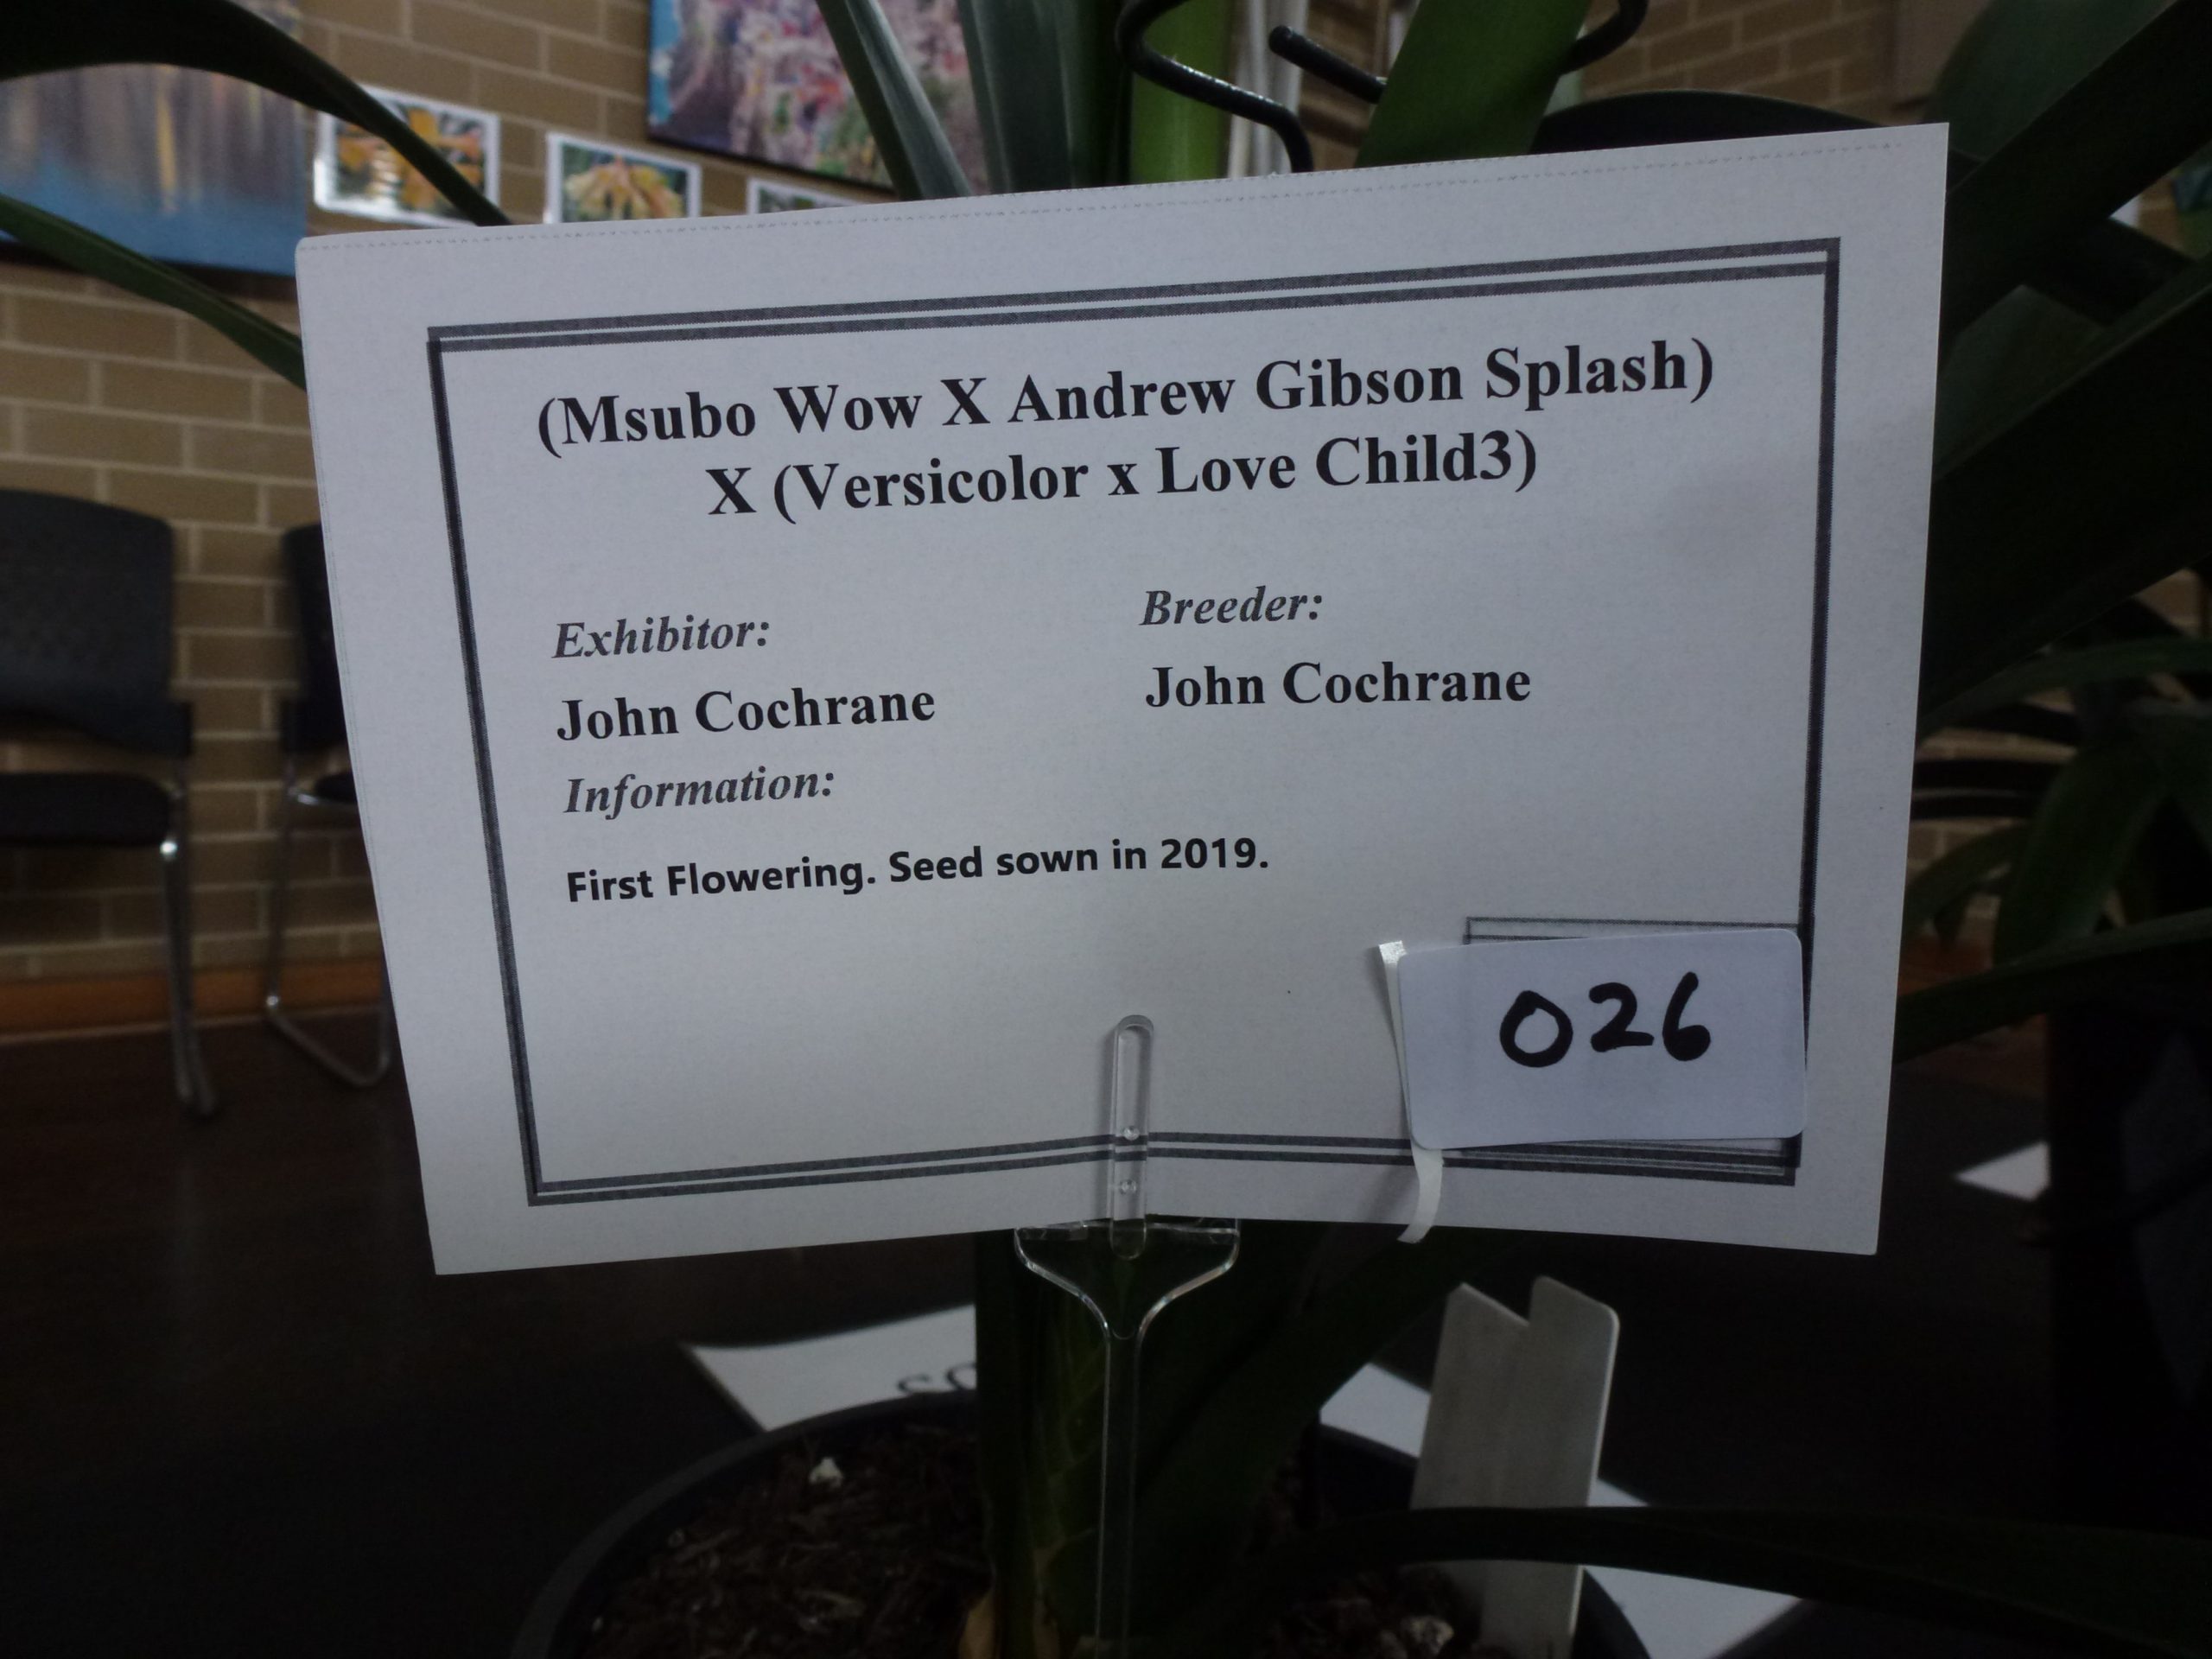 (Msubo Wow X Andrew Gibson Splash)
X (Versicolor x Love Child3)
Exhibitor:
Breeder:
John Cochrane
John Cochrane
Information:
First Flowering. Seed sown in 2019.
026